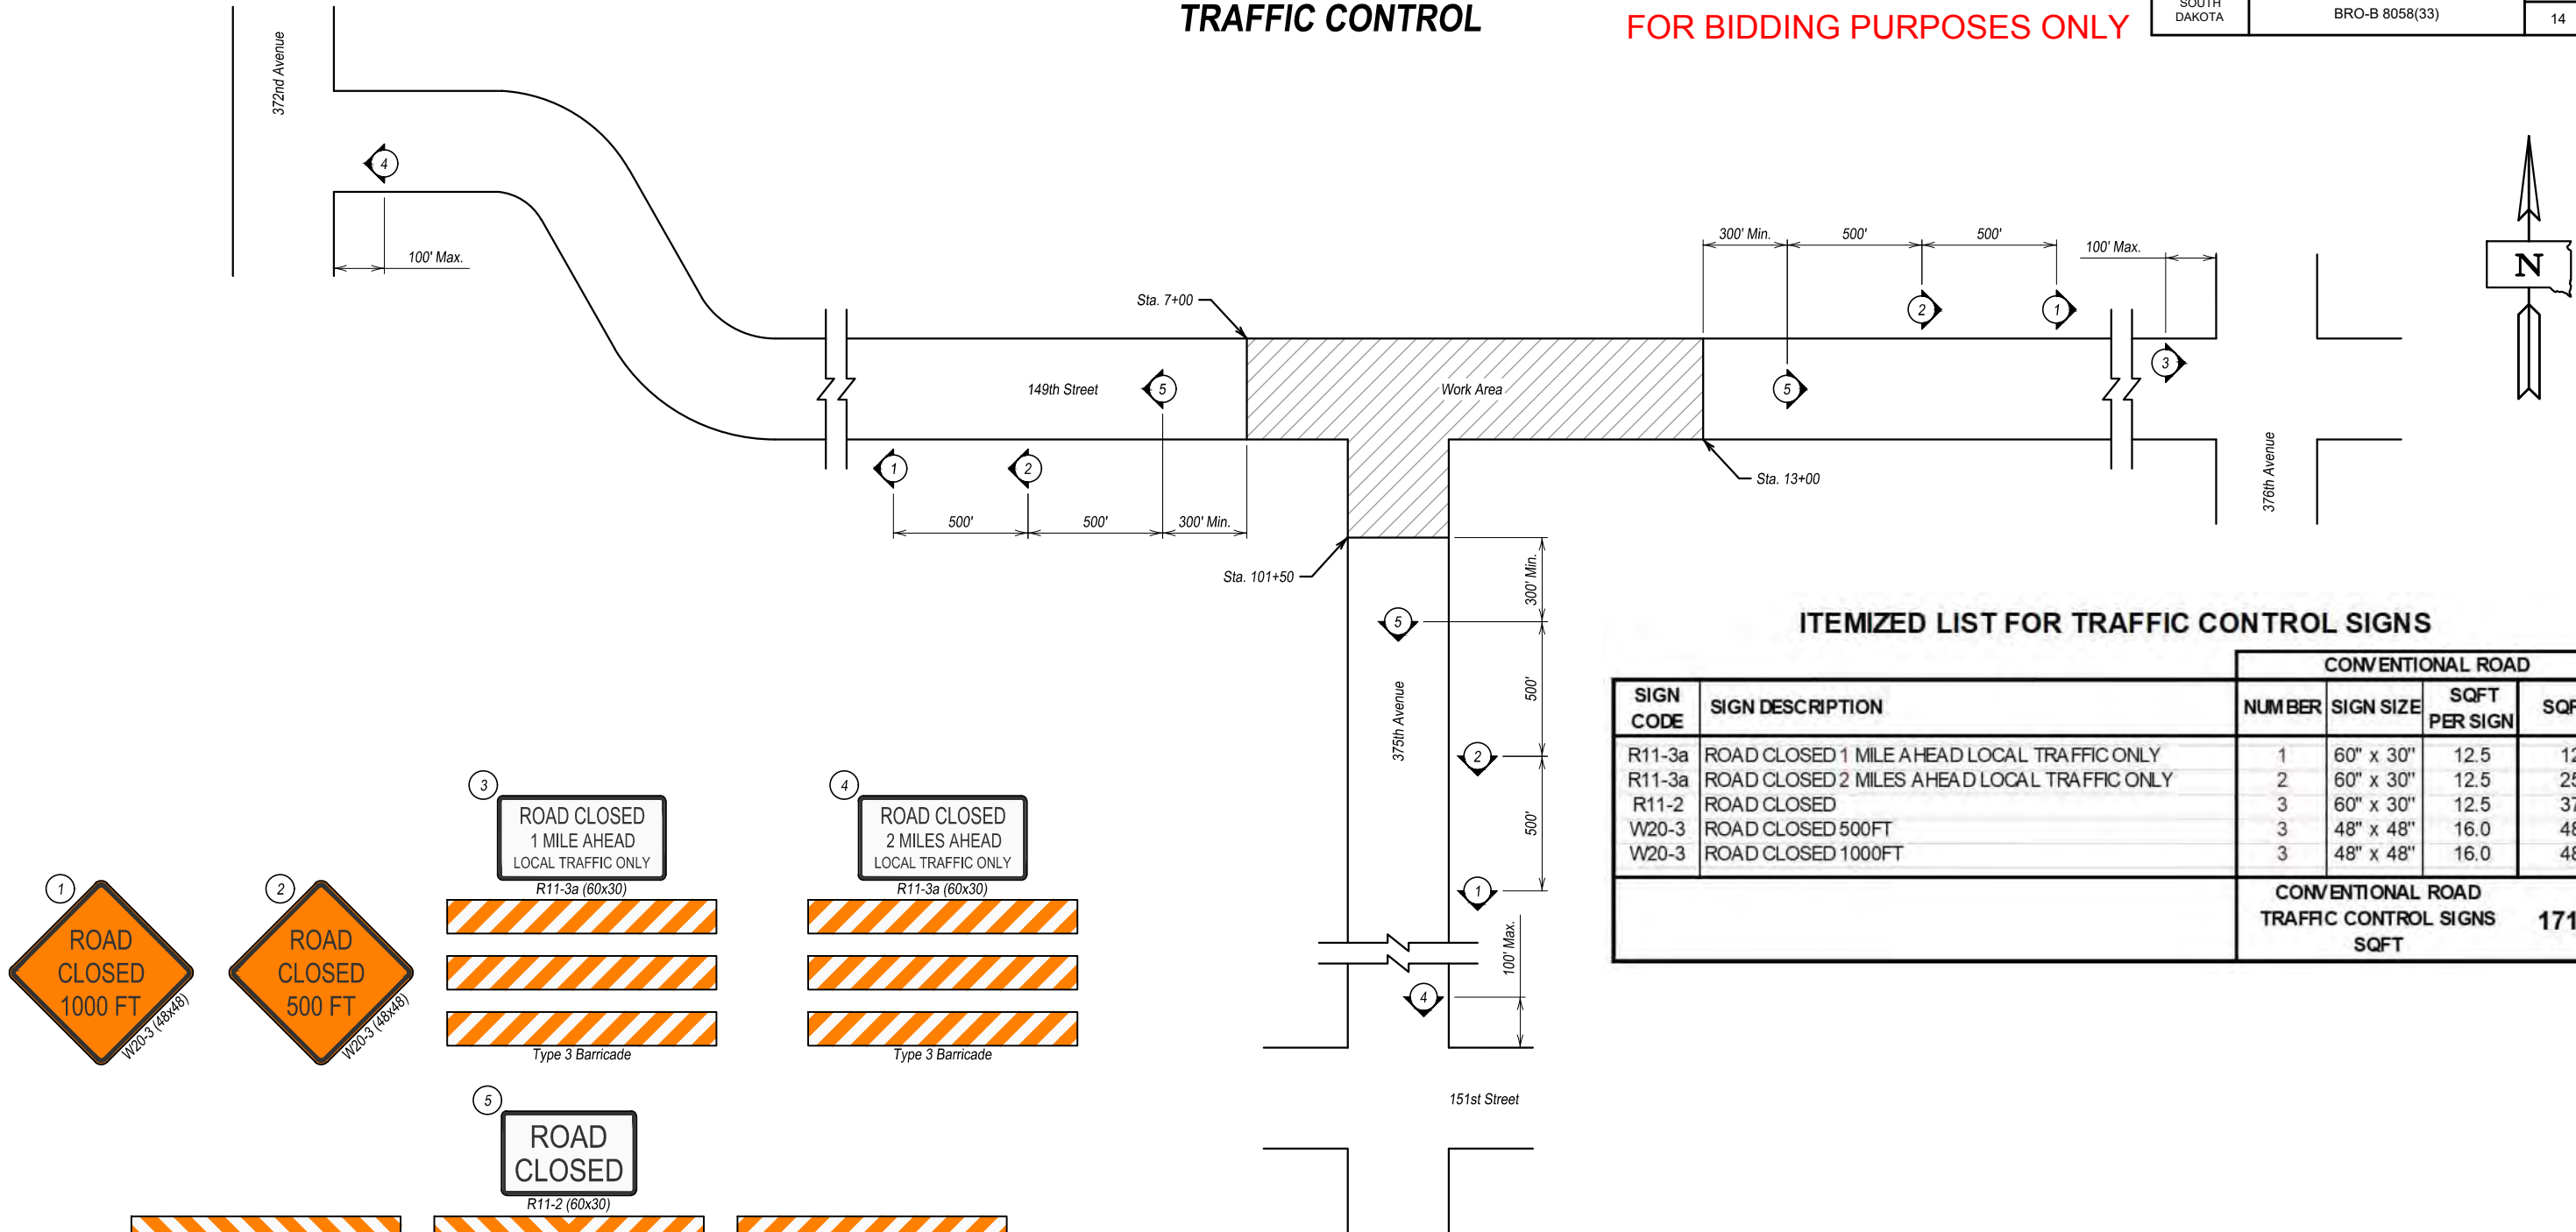 TRAFFIC CONTROL
FOR BIDDING PURPOSES ONLY
SOUTH
DAKOTA
BRO-B 8058(33)
14
372nd Avenue
4
100' Max.
Sta. 7+00
149th Street
5
Work Area
1
2
500'
500'
300' Min.
Sta. 101+50
300' Min.
500'
500'
100' Max.
2
1
5
3
Sta. 13+00
376th Avenue
N
300' Min.
5
500'
375th Avenue
2
500'
1
100' Max.
4
151st Street
ITEMIZED LIST FOR TRAFFIC CONTROL SIGNS
CONVENTIONAL ROAD
SIGN CODE SIGN DESCRIPTION NUMBER SIGN SIZE SQFT PER SIGN
R11-3a ROAD CLOSED 1 MILE AHEAD LOCAL TRAFFIC ONLY 1 60" x 30" 12.5
R11-3a ROAD CLOSED 2 MILES AHEAD LOCAL TRAFFIC ONLY 2 60" x 30" 12.5
R11-2 ROAD CLOSED 3 60" x 30" 12.5
W20-3 ROAD CLOSED 500FT 3 48" x 48" 16.0
W20-3 ROAD CLOSED 1000FT 3 48" x 48" 16.0
CONVENTIONAL ROAD
TRAFFIC CONTROL SIGNS 171
SQFT
1
ROAD
CLOSED
1000 FT
W20-3 (48x48)
2
ROAD
CLOSED
500 FT
W20-3 (48x48)
3
ROAD CLOSED
1 MILE AHEAD
LOCAL TRAFFIC ONLY
R11-3a (60x30)
Type 3 Barricade
4
ROAD CLOSED
2 MILES AHEAD
LOCAL TRAFFIC ONLY
R11-3a (60x30)
Type 3 Barricade
5
ROAD
CLOSED
R11-2 (60x30)